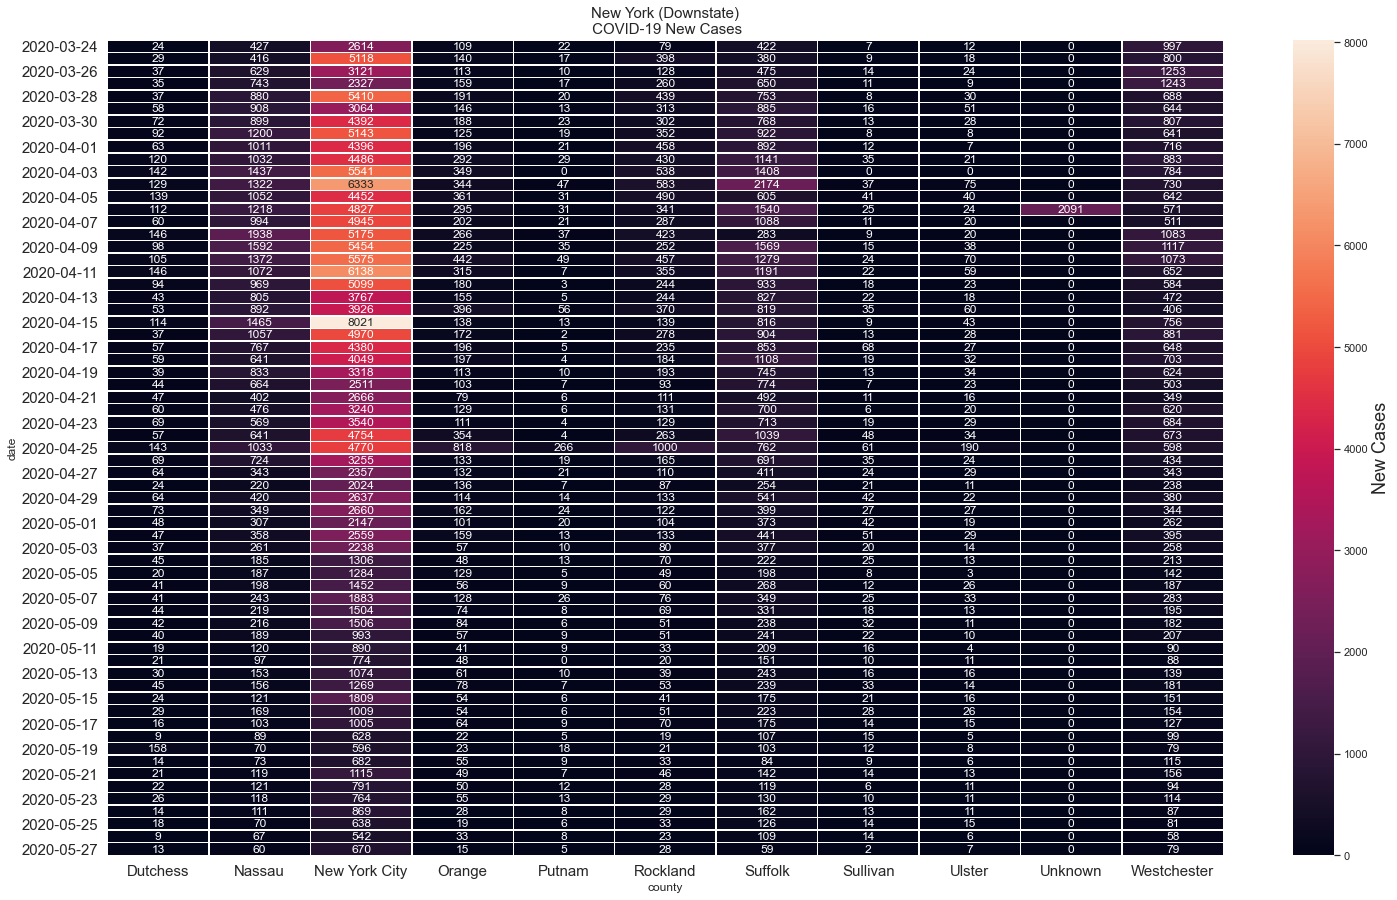 New York (Downstate)
COVID-19 New Cases
2020-03-24 24 427 2614 109 22 79 422 7 12 0 997
29 416 5118 140 17 398 380 9 18 0 800
2020-03-26 37 629 3121 113 10 128 475 14 24 0 1253
35 743 2327 159 17 260 650 11 9 0 1243
2020-03-28 37 880 5410 191 20 439 753 8 30 0 688
58 908 3064 146 13 313 885 16 51 0 644
2020-03-30 72 899 4392 188 23 302 768 13 28 0 807
92 1200 5143 125 19 352 922 8 8 0 641
2020-04-01 63 1011 4396 196 21 458 892 12 7 0 716
120 1032 4486 292 29 430 1141 35 21 0 883
2020-04-03 142 1437 5541 349 0 538 1408 0 0 0 784
129 1322 6333 344 47 583 2174 37 75 0 730
2020-04-05 139 1052 4452 361 31 490 605 41 40 0 642
112 1218 4827 295 31 341 1540 25 24 2091 571
2020-04-07 60 994 4945 202 21 287 1088 11 20 0 511
146 1938 5175 266 37 423 283 9 20 0 1083
2020-04-09 98 1592 5454 225 35 252 1569 15 38 0 1117
105 1372 5575 442 49 457 1279 24 70 0 1073
2020-04-11 146 1072 6138 315 7 355 1191 22 59 0 652
94 969 5099 180 3 244 933 18 23 0 584
2020-04-13 43 805 3767 155 5 244 827 22 18 0 472
53 892 3926 396 56 370 819 35 60 0 406
2020-04-15 114 1465 8021 138 13 139 816 9 43 0 756
37 1057 4970 172 2 278 904 13 28 0 881
2020-04-17 57 767 4380 196 5 235 853 68 27 0 648
59 641 4049 197 4 184 1108 19 32 0 703
2020-04-19 39 833 3318 113 10 193 745 13 34 0 624
44 664 2511 103 7 93 774 7 23 0 503
2020-04-21 47 402 2666 79 6 111 492 11 16 0 349
60 476 3240 129 6 131 700 6 20 0 620
2020-04-23 69 569 3540 111 4 129 713 19 29 0 684
57 641 4754 354 4 263 1039 48 34 0 673
2020-04-25 143 1033 4770 818 266 1000 762 61 190 0 598
69 724 3255 133 19 165 691 35 24 0 434
2020-04-27 64 343 2357 132 21 110 411 24 29 0 343
24 220 2024 136 7 87 254 21 11 0 238
2020-04-29 64 420 2637 114 14 133 541 42 22 0 380
73 349 2660 162 24 122 399 27 27 0 344
2020-05-01 48 307 2147 101 20 104 373 42 19 0 262
47 358 2559 159 13 133 441 51 29 0 395
2020-05-03 37 261 2238 57 10 80 377 20 14 0 258
45 185 1306 48 13 70 222 25 13 0 213
2020-05-05 20 187 1284 129 5 49 198 8 3 0 142
41 198 1452 56 9 60 268 12 26 0 187
2020-05-07 41 243 1883 128 26 76 349 25 33 0 283
44 219 1504 74 8 69 331 18 13 0 195
2020-05-09 42 216 1506 84 6 51 238 32 11 0 182
40 189 993 57 9 51 241 22 10 0 207
2020-05-11 19 120 890 41 9 33 209 16 4 0 90
21 97 774 48 0 20 151 10 11 0 88
2020-05-13 30 153 1074 61 10 39 243 16 16 0 139
45 156 1269 78 7 53 239 33 14 0 181
2020-05-15 24 121 1809 54 6 41 175 21 16 0 151
29 169 1009 54 6 51 223 28 26 0 154
2020-05-17 16 103 1005 64 9 70 175 14 15 0 127
9 89 628 22 5 19 107 15 5 0 99
2020-05-19 158 70 596 23 18 21 103 12 8 0 79
14 73 682 55 9 33 84 9 6 0 115
2020-05-21 21 119 1115 49 7 46 142 14 13 0 156
22 121 791 50 12 28 119 6 11 0 94
2020-05-23 26 118 764 55 13 29 130 10 11 0 114
14 111 869 28 8 29 162 13 11 0 87
2020-05-25 18 70 638 19 6 33 126 14 15 0 81
9 67 542 33 8 23 109 14 6 0 58
2020-05-27 13 60 670 15 5 28 59 2 7 0 79
Dutchess Nassau New York City Orange Putnam Rockland Suffolk Sullivan Ulster Unknown Westchester
county
date
8000
7000
6000
5000
4000
3000
2000
1000
0
New Cases